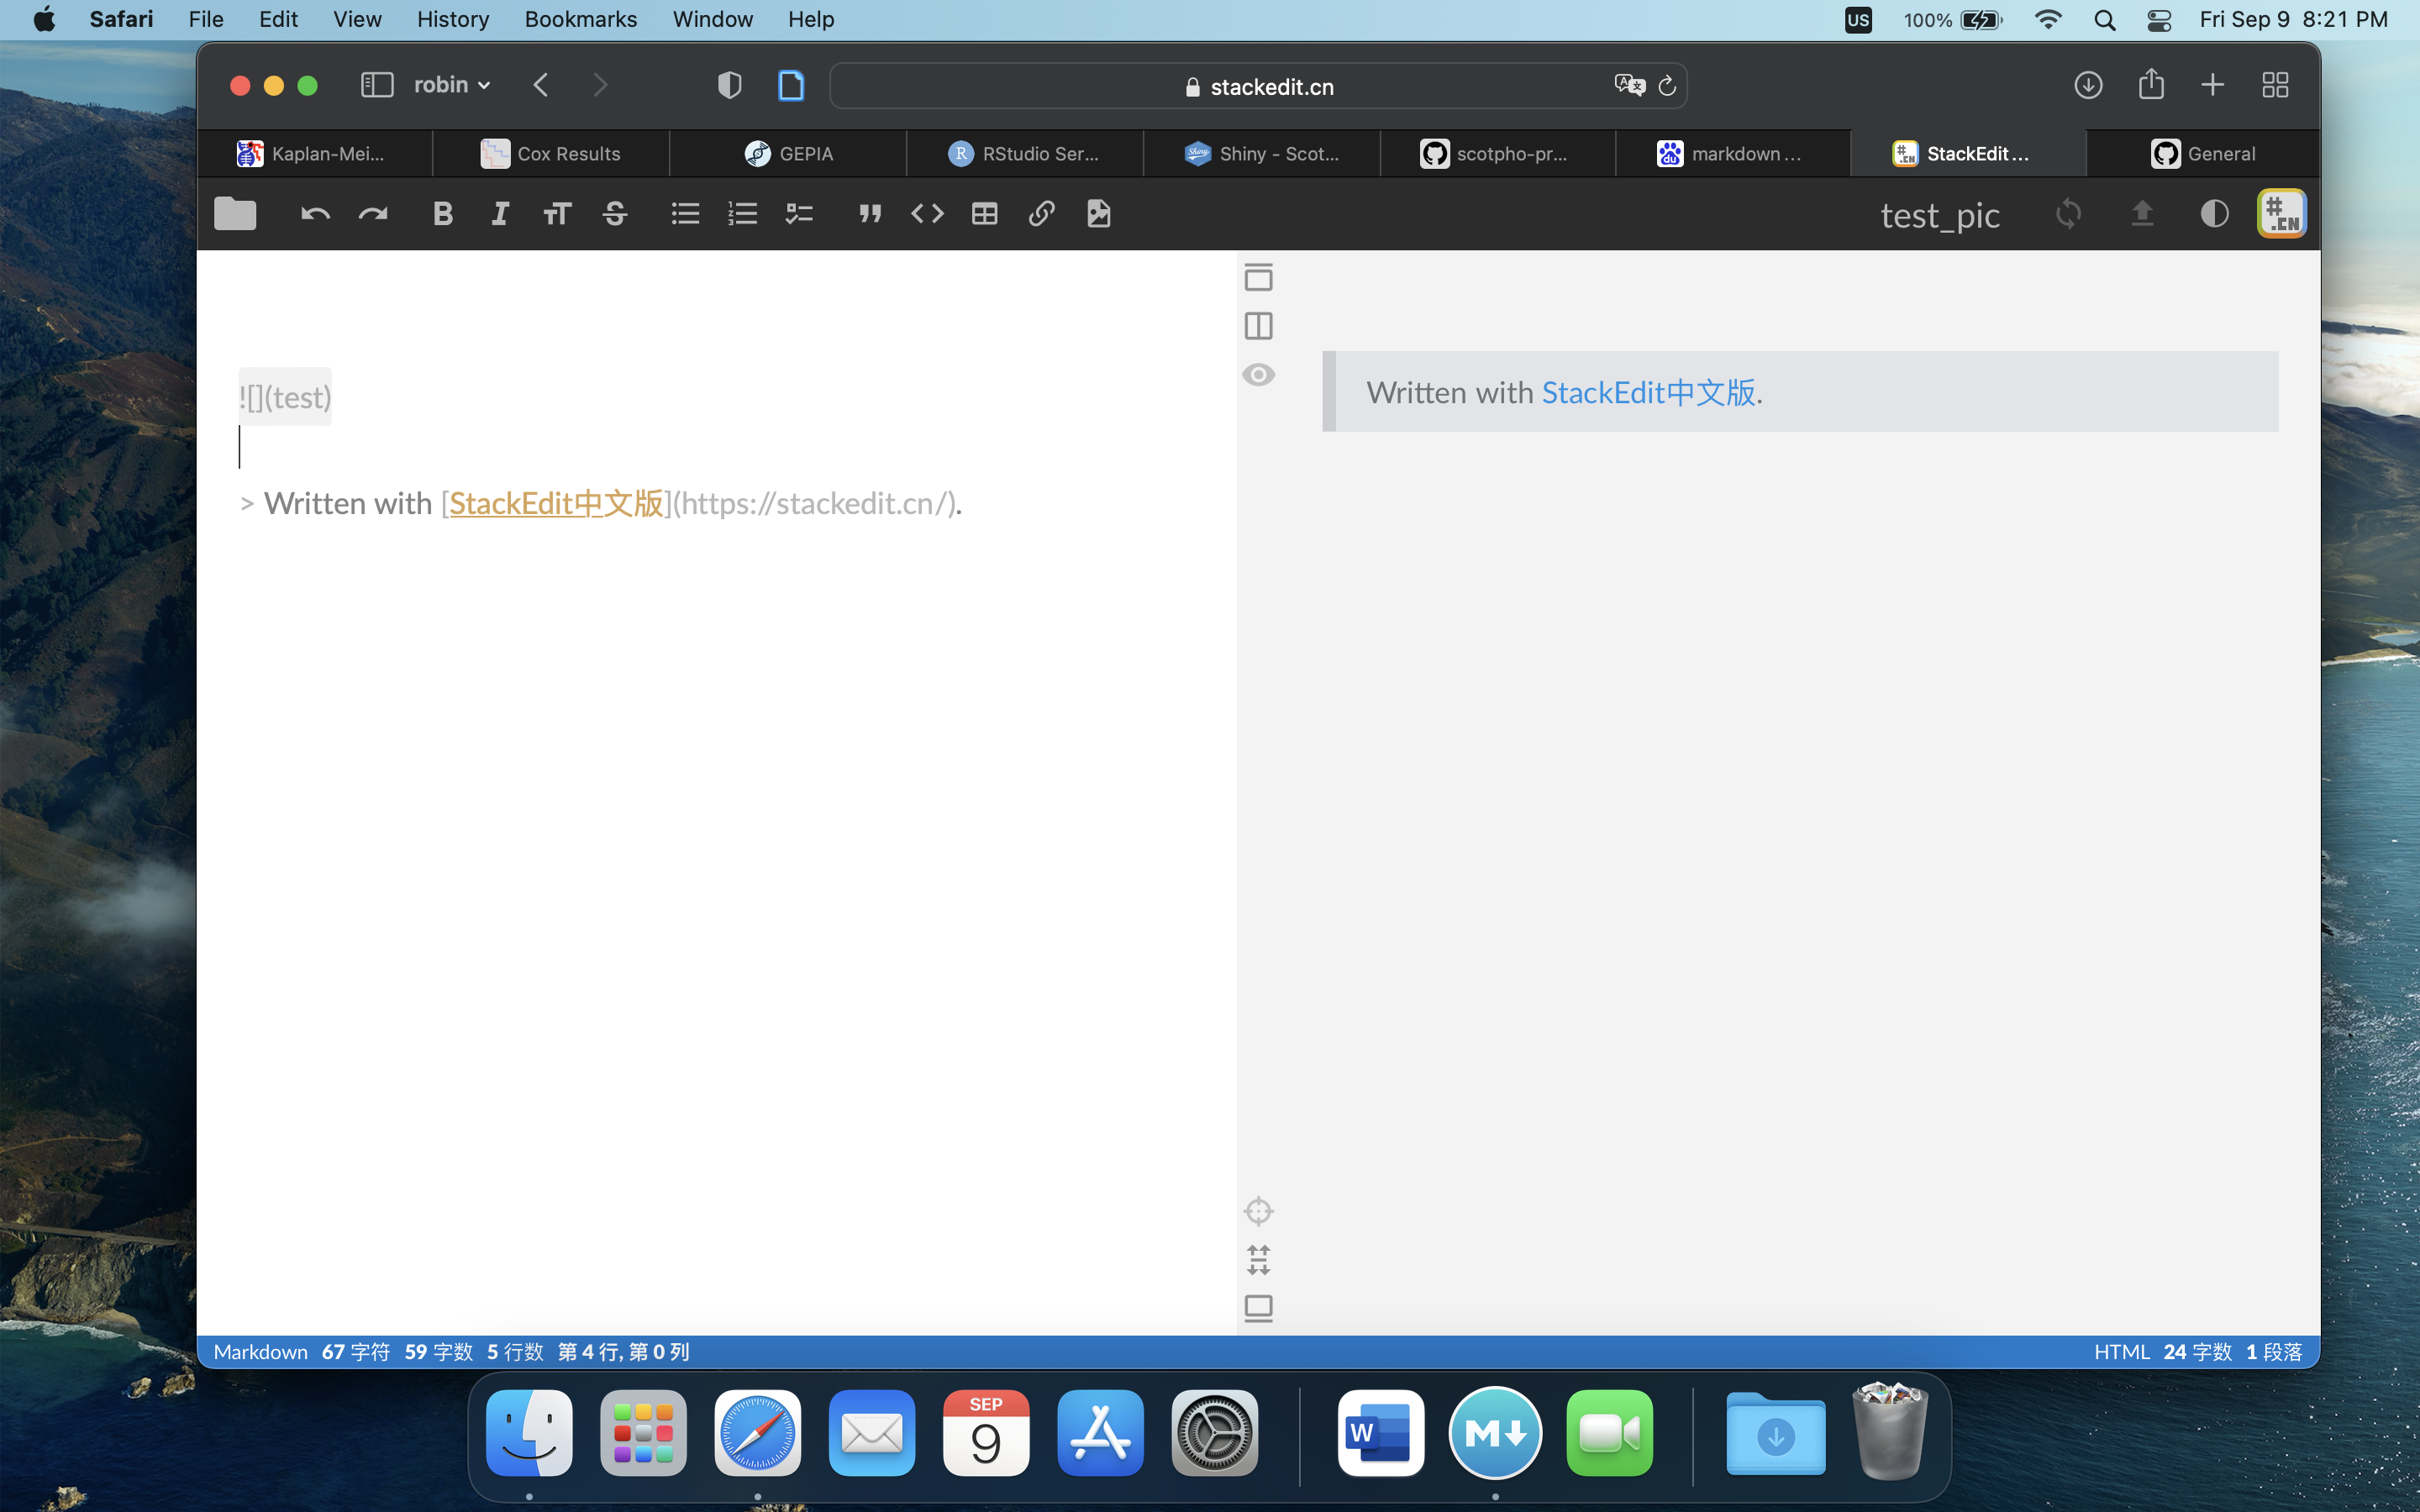 Safari File Edit View History Bookmarks Window Help US 100% Fri Sep 9 8:21 PM
robin stackedit.cn
Kaplan-Mei... Cox Results GEPIA RStudio Ser... Shiny - Scot... scotpho-pr... markdown ... StackEdit ... General
test_pic
![](test)
> Written with [StackEdit中文版](https://stackedit.cn/).
Written with StackEdit中文版.
Markdown 67 字符 59 字数 5 行数 第 4 行, 第 0 列
HTML 24 字数 1 段落
SEP
9